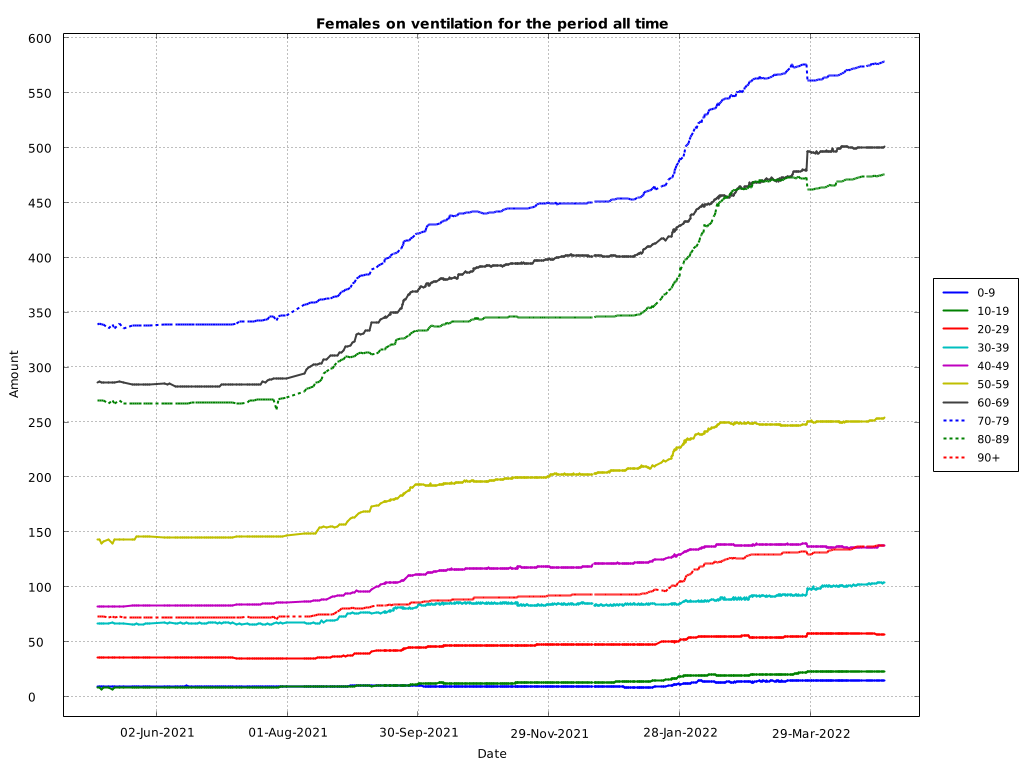 Females on ventilation for the period all time
600
550
500
450
400
350
300
250
200
150
100
50
0
Amount
02-Jun-2021
01-Aug-2021
30-Sep-2021
29-Nov-2021
28-Jan-2022
29-Mar-2022
Date
0-9
10-19
20-29
30-39
40-49
50-59
60-69
70-79
80-89
90+